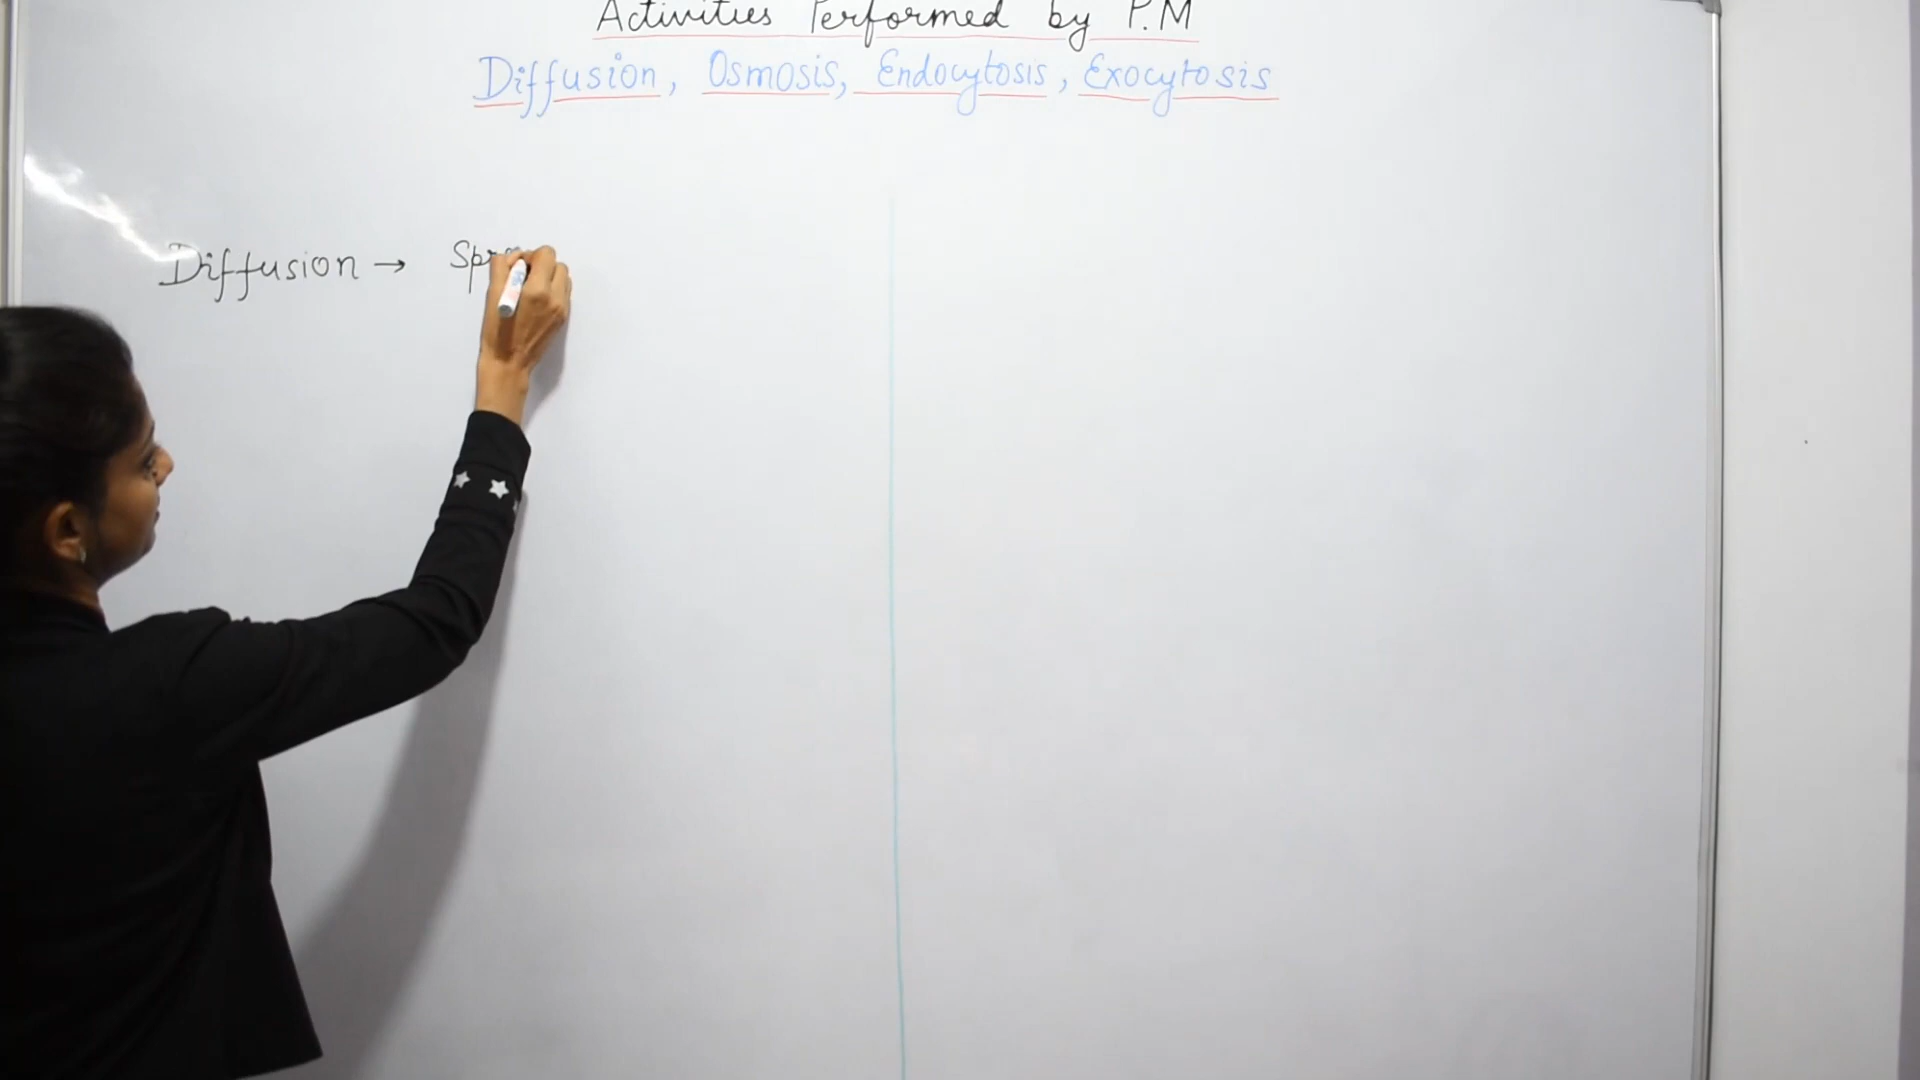 Activities Performed by P.M
Diffusion, Osmosis, Endocytosis, Exocytosis
Diffusion →